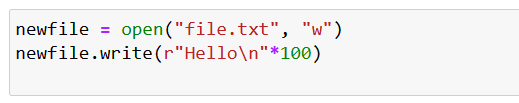 newfile = open("file.txt", "w")
newfile.write(r"Hello\n"*100)